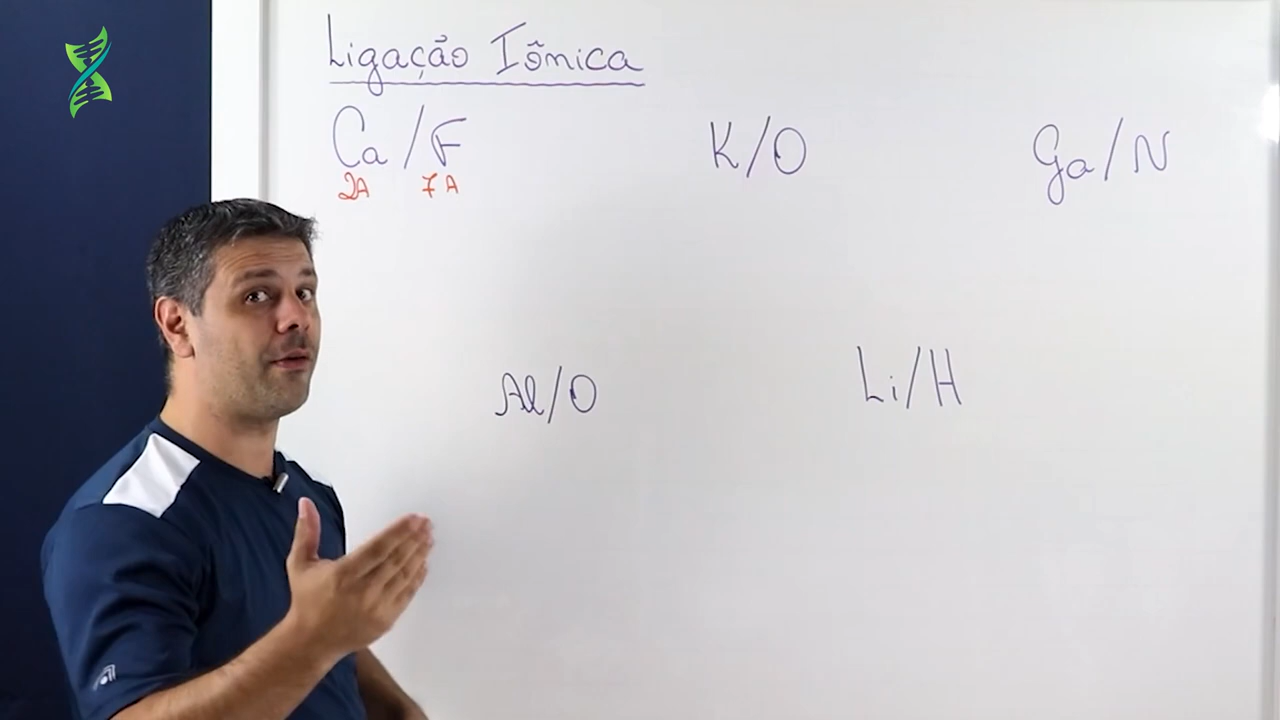 Ligação Iônica
Ca/F
2A 7A
K/O
Ga/N
Al/O
Li/H